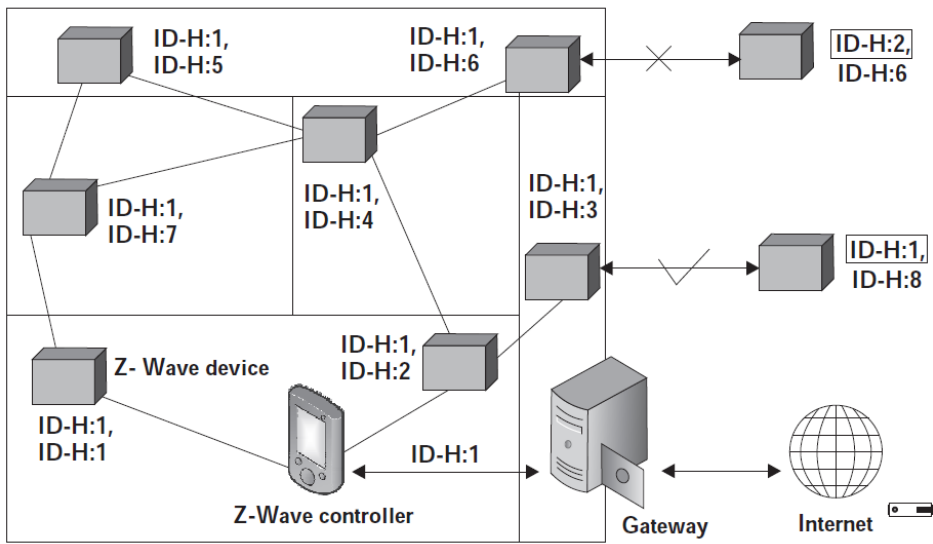 ID-H:1,
ID-H:5
ID-H:1,
ID-H:6
ID-H:2,
ID-H:6
ID-H:1,
ID-H:7
ID-H:1,
ID-H:4
ID-H:1,
ID-H:3
ID-H:1,
ID-H:8
Z- Wave device
ID-H:1,
ID-H:1
ID-H:1,
ID-H:2
ID-H:1
Z-Wave controller
Gateway
Internet